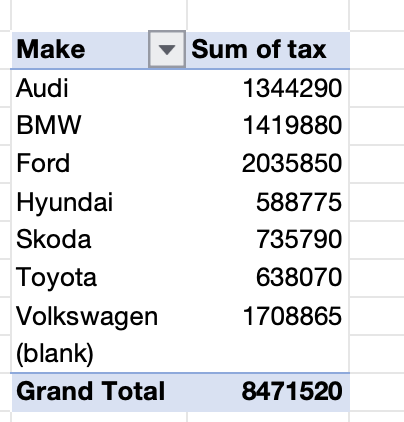 Make Sum of tax
Audi 1344290
BMW 1419880
Ford 2035850
Hyundai 588775
Skoda 735790
Toyota 638070
Volkswagen 1708865
(blank)
Grand Total 8471520